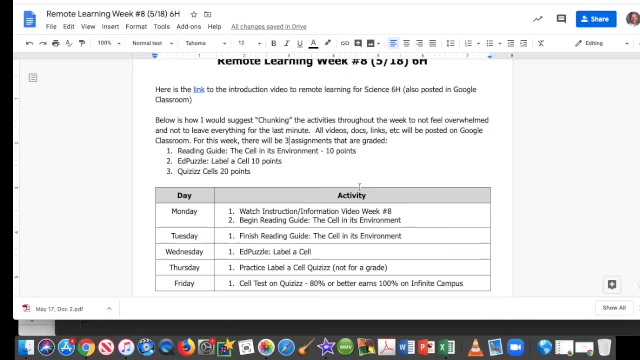 Remote Learning Week #8 (5/18) 6H
File Edit View Insert Format Tools Add-ons Help All changes saved in Drive
Share
100% Normal text Tahoma 12 Editing
Remote Learning Week #8 (5/18) 6H
Here is the link to the introduction video to remote learning for Science 6H (also posted in Google
Classroom)
Below is how I would suggest "Chunking" the activities throughout the week to not feel overwhelmed
and not to leave everything for the last minute. All videos, docs, links, etc will be posted on Google
Classroom. For this week, there will be 3 assignments that are graded:
1. Reading Guide: The Cell in its Environment - 10 points
2. EdPuzzle: Label a Cell 10 points
3. Quizizz Cells 20 points
Day Activity
Monday 1. Watch Instruction/Information Video Week #8
2. Begin Reading Guide: The Cell in its Environment
Tuesday 1. Finish Reading Guide: The Cell in its Environment
Wednesday 1. EdPuzzle: Label a Cell
Thursday 1. Practice Label a Cell Quizizz (not for a grade)
Friday 1. Cell Test on Quizizz - 80% or better earns 100% on Infinite Campus
May 17, Doc 2.pdf
Show All